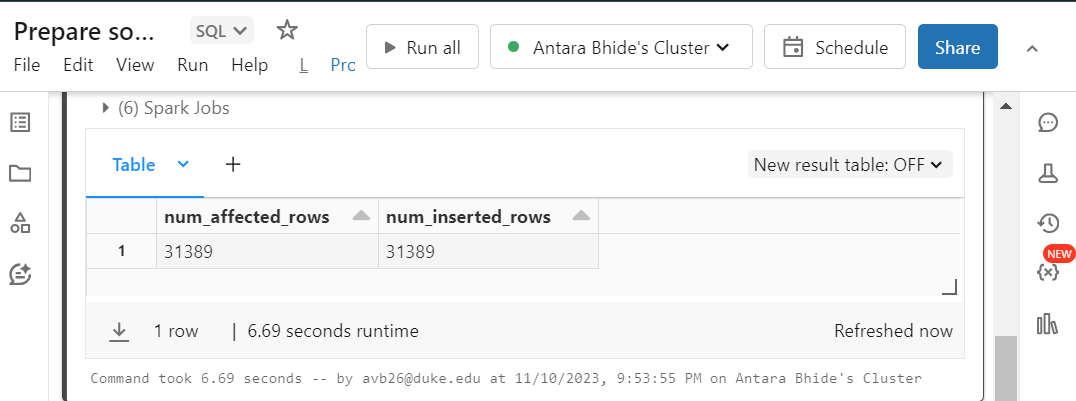 Prepare so... SQL
Run all Antara Bhide's Cluster Schedule Share
File Edit View Run Help L Prc
(6) Spark Jobs
Table + New result table: OFF
num_affected_rows num_inserted_rows
1 31389 31389
1 row | 6.69 seconds runtime Refreshed now
Command took 6.69 seconds -- by avb26@duke.edu at 11/10/2023, 9:53:55 PM on Antara Bhide's Cluster
NEW